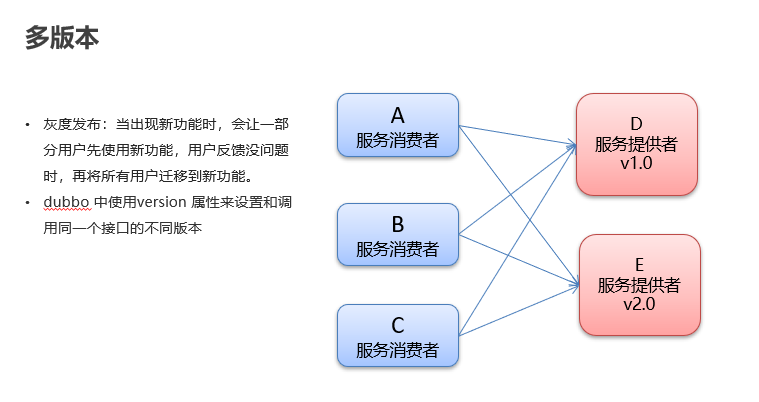 多版本
• 灰度发布：当出现新功能时，会让一部
分用户先使用新功能，用户反馈没问题
时，再将所有用户迁移到新功能。
• dubbo 中使用version 属性来设置和调
用同一个接口的不同版本
A
服务消费者
B
服务消费者
C
服务消费者
D
服务提供者
v1.0
E
服务提供者
v2.0